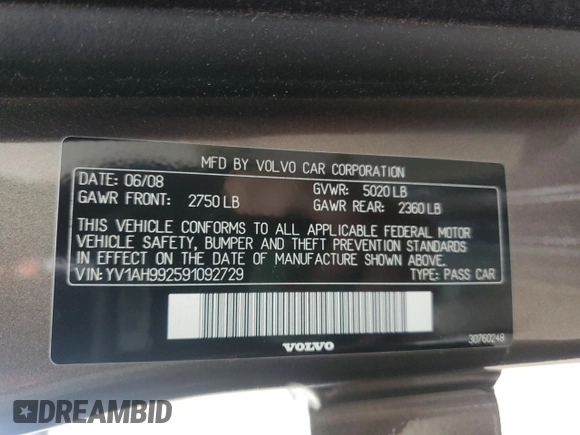 MFD BY VOLVO CAR CORPORATION
DATE: 06/08 GVWR: 5020 LB
GAWR FRONT: 2750 LB GAWR REAR: 2360 LB
THIS VEHICLE CONFORMS TO ALL APPLICABLE FEDERAL MOTOR
VEHICLE SAFETY, BUMPER AND THEFT PREVENTION STANDARDS
IN EFFECT ON THE DATE OF MANUFACTURE SHOWN ABOVE.
VIN: YV1AH992591092729 TYPE: PASS CAR
VOLVO 30760248
DREAMBID